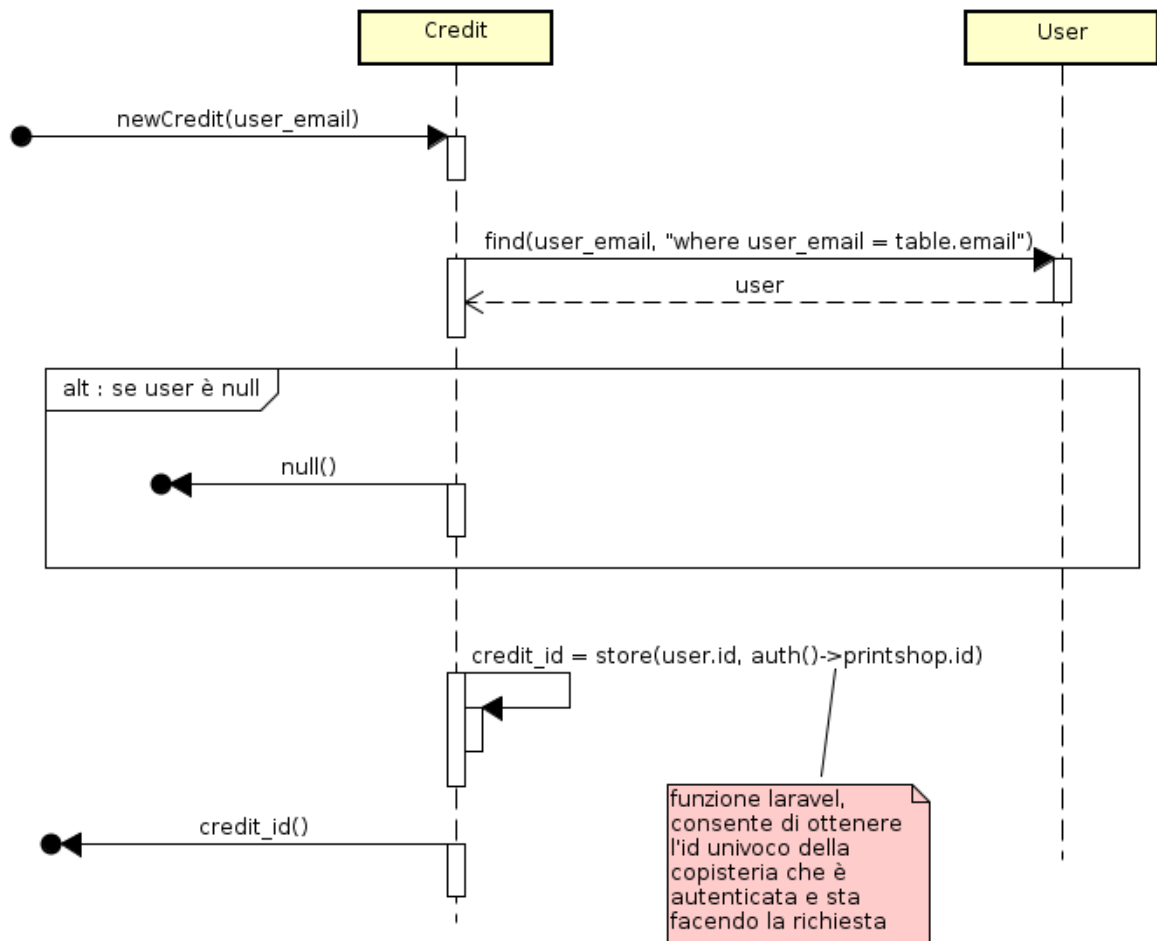 Credit
User
newCredit(user_email)
find(user_email, "where user_email = table.email")
user
alt : se user è null
null()
credit_id = store(user.id, auth()->printshop.id)
funzione laravel,
consente di ottenere
l'id univoco della
copisteria che è
autenticata e sta
facendo la richiesta
credit_id()